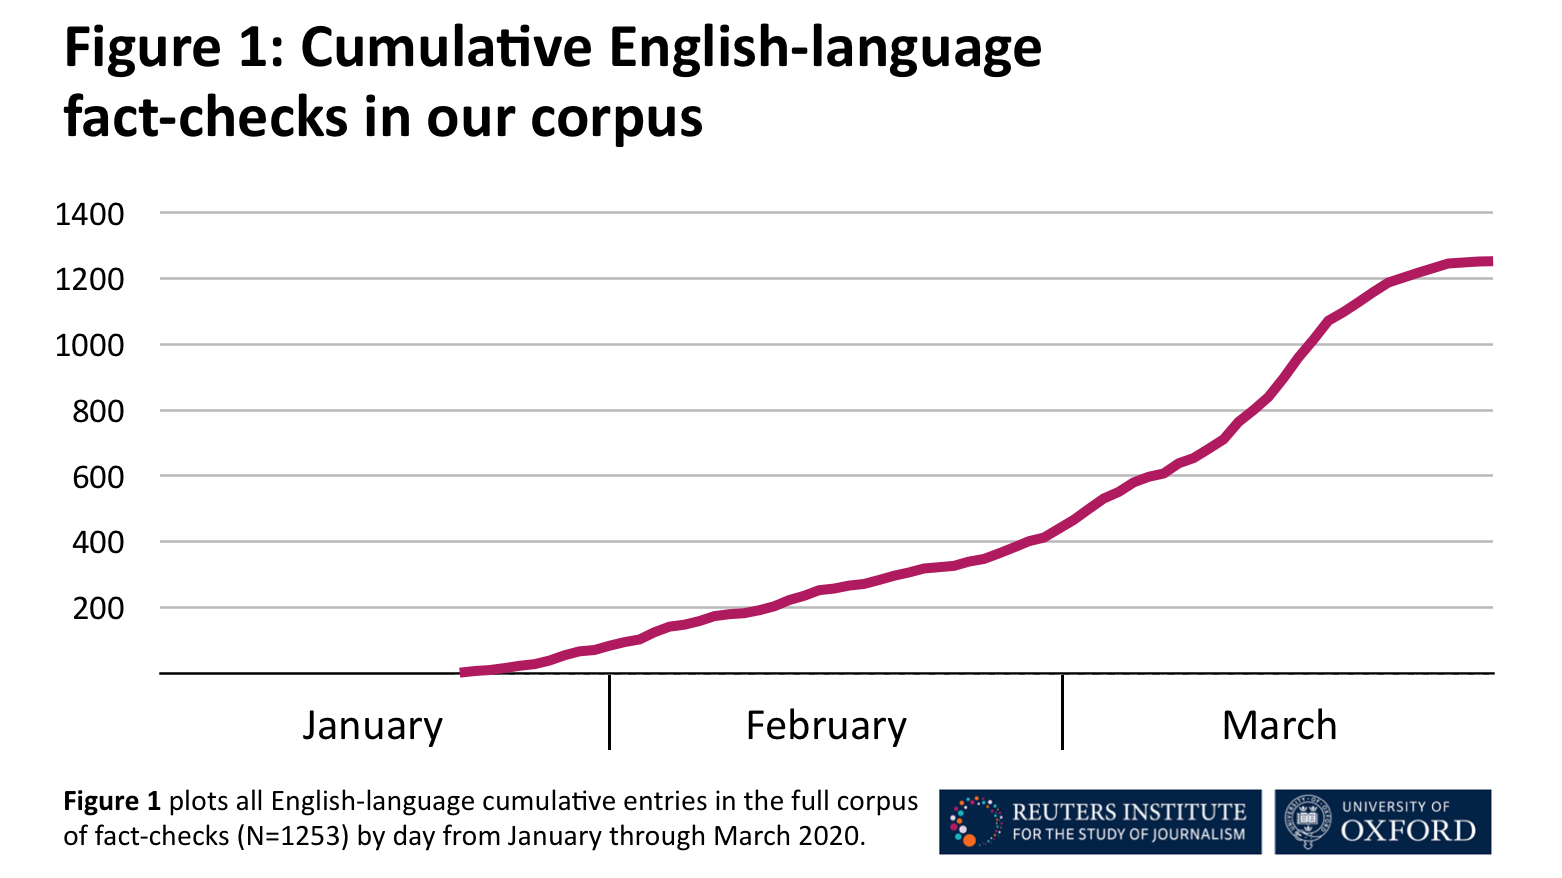 Figure 1: Cumulative English-language
fact-checks in our corpus
1400
1200
1000
800
600
400
200
January February March
Figure 1 plots all English-language cumulative entries in the full corpus
of fact-checks (N=1253) by day from January through March 2020.
REUTERS INSTITUTE
FOR THE STUDY OF JOURNALISM
UNIVERSITY OF
OXFORD